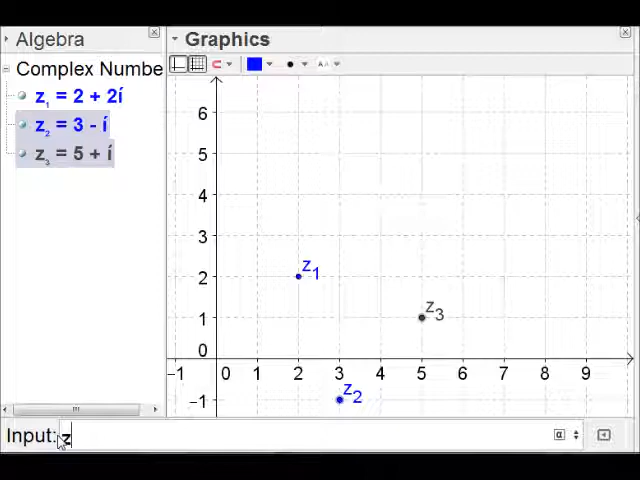 Algebra
Graphics
Complex Numbe
z₁ = 2 + 2í
z₂ = 3 - í
z₃ = 5 + í
6
5
4
3
2
1
0
−1
−1 0 1 2 3 4 5 6 7 8 9
z₁
z₃
z₂
Input: z
α